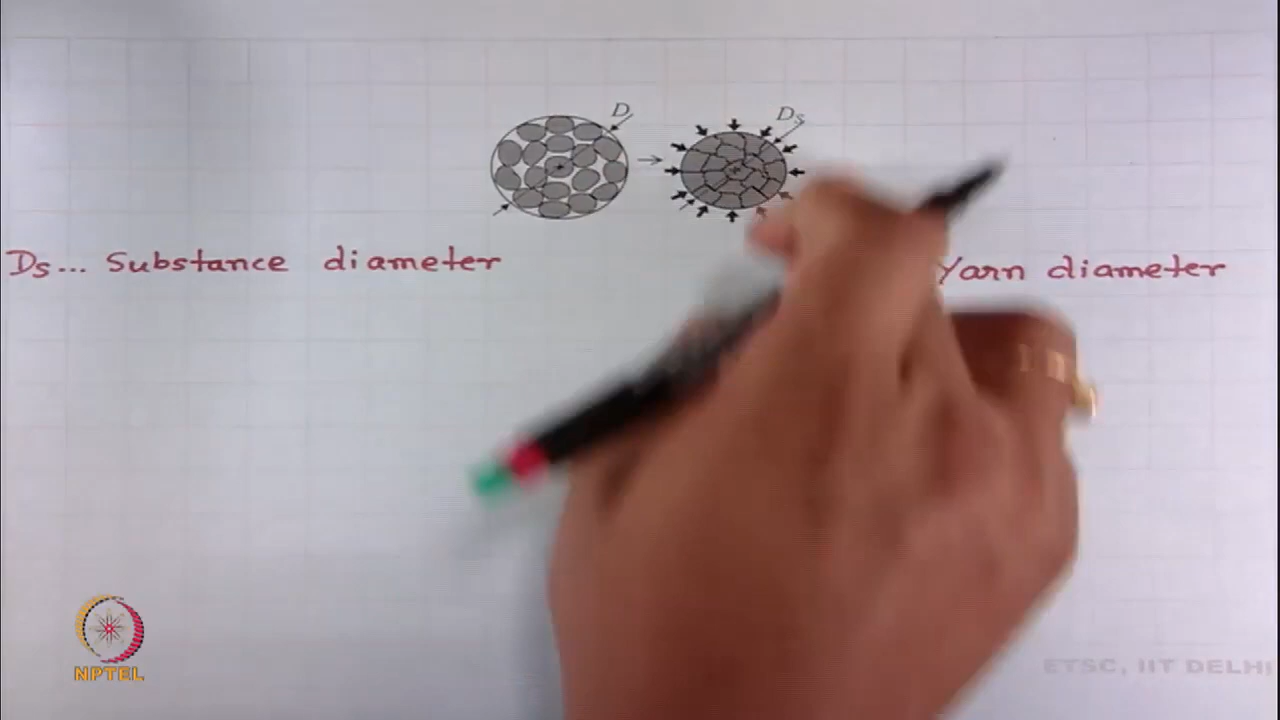 D
Ds
Ds... Substance diameter
Yarn diameter
NPTEL
ETSC, IIT DELHI